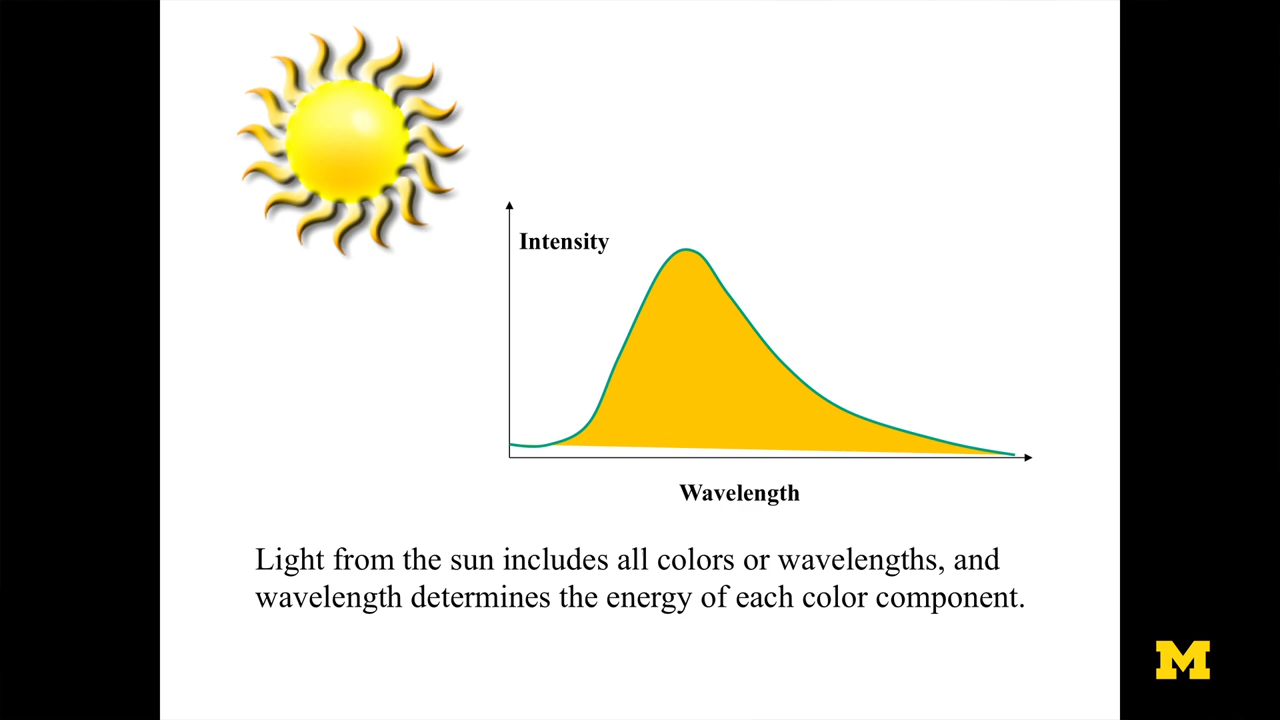 Intensity
Wavelength
Light from the sun includes all colors or wavelengths, and
wavelength determines the energy of each color component.
M